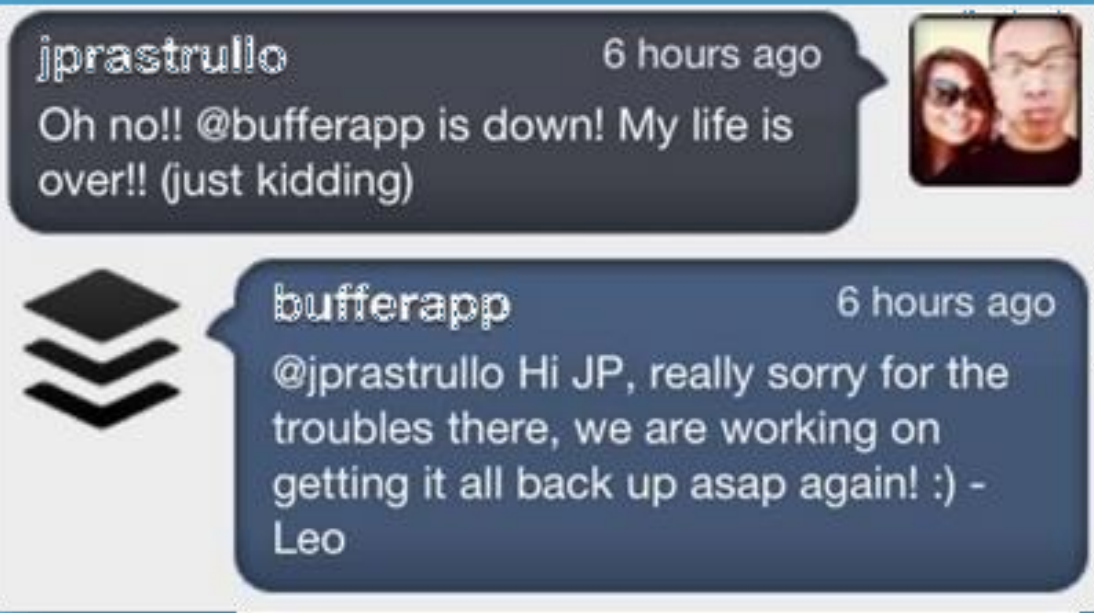 jprastrullo 6 hours ago
Oh no!! @bufferapp is down! My life is
over!! (just kidding)
bufferapp 6 hours ago
@jprastrullo Hi JP, really sorry for the
troubles there, we are working on
getting it all back up asap again! :) -
Leo